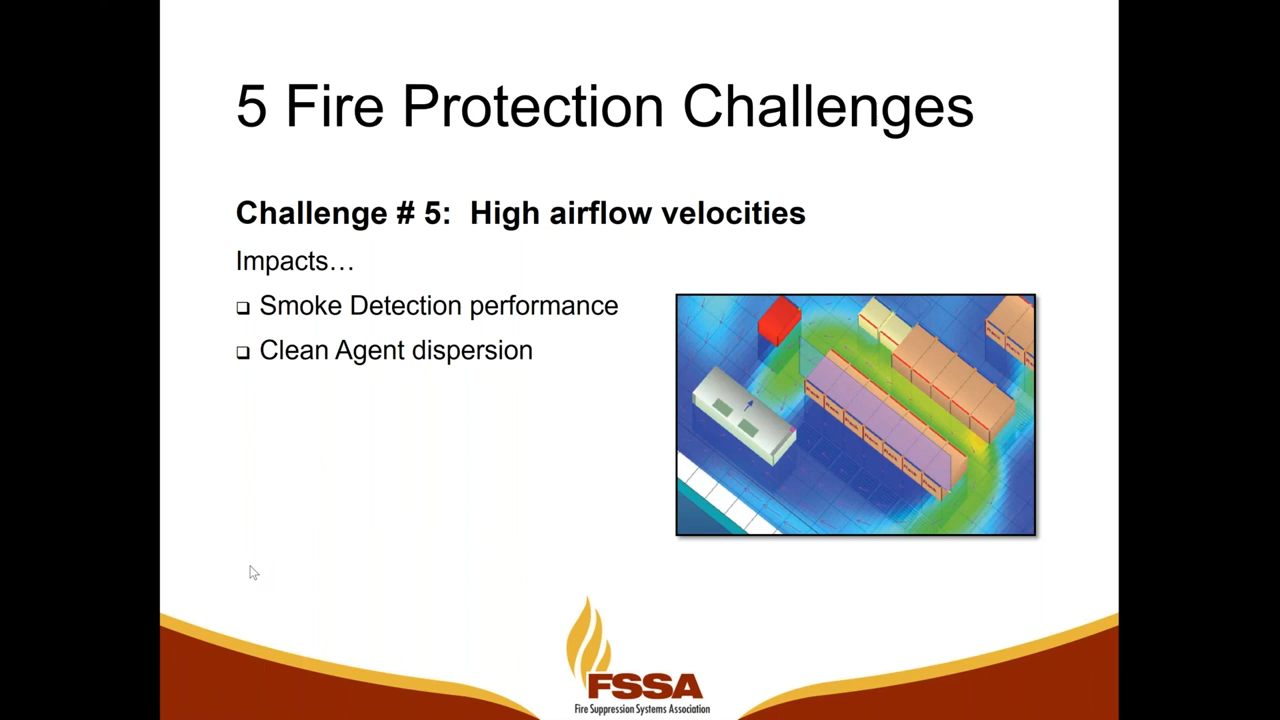 5 Fire Protection Challenges
Challenge # 5: High airflow velocities
Impacts…
Smoke Detection performance
Clean Agent dispersion
FSSA
Fire Suppression Systems Association